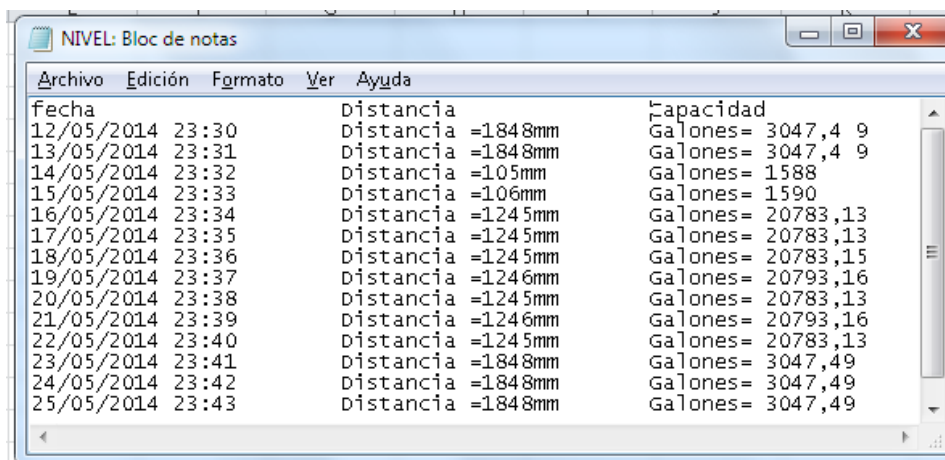 NIVEL: Bloc de notas
Archivo Edición Formato Ver Ayuda
fecha Distancia Capacidad
12/05/2014 23:30 Distancia =1848mm Galones= 3047,4 9
13/05/2014 23:31 Distancia =1848mm Galones= 3047,4 9
14/05/2014 23:32 Distancia =105mm Galones= 1588
15/05/2014 23:33 Distancia =106mm Galones= 1590
16/05/2014 23:34 Distancia =1245mm Galones= 20783,13
17/05/2014 23:35 Distancia =1245mm Galones= 20783,13
18/05/2014 23:36 Distancia =1245mm Galones= 20783,15
19/05/2014 23:37 Distancia =1246mm Galones= 20793,16
20/05/2014 23:38 Distancia =1245mm Galones= 20783,13
21/05/2014 23:39 Distancia =1246mm Galones= 20793,16
22/05/2014 23:40 Distancia =1245mm Galones= 20783,13
23/05/2014 23:41 Distancia =1848mm Galones= 3047,49
24/05/2014 23:42 Distancia =1848mm Galones= 3047,49
25/05/2014 23:43 Distancia =1848mm Galones= 3047,49